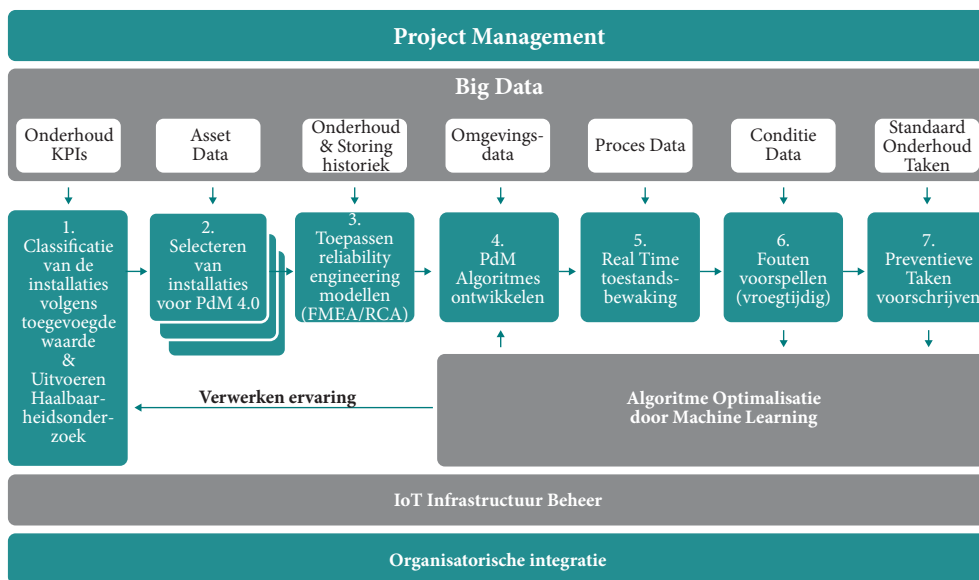 Project Management
Big Data
Onderhoud
KPIs
Asset
Data
Onderhoud
& Storing
historiek
Omgevings-
data
Proces Data
Conditie
Data
Standaard
Onderhoud
Taken
1.
Classificatie
van de
installaties
volgens
toegevoegde
waarde
&
Uitvoeren
Haalbaar-
heidsonder-
zoek
2.
Selecteren
van
installaties
voor PdM 4.0
3.
Toepassen
reliability
engineering
modellen
(FMEA/RCA)
4.
PdM
Algoritmes
ontwikkelen
5.
Real Time
toestands-
bewaking
6.
Fouten
voorspellen
(vroegtijdig)
7.
Preventieve
Taken
voorschrijven
Verwerken ervaring
Algoritme Optimalisatie
door Machine Learning
IoT Infrastructuur Beheer
Organisatorische integratie